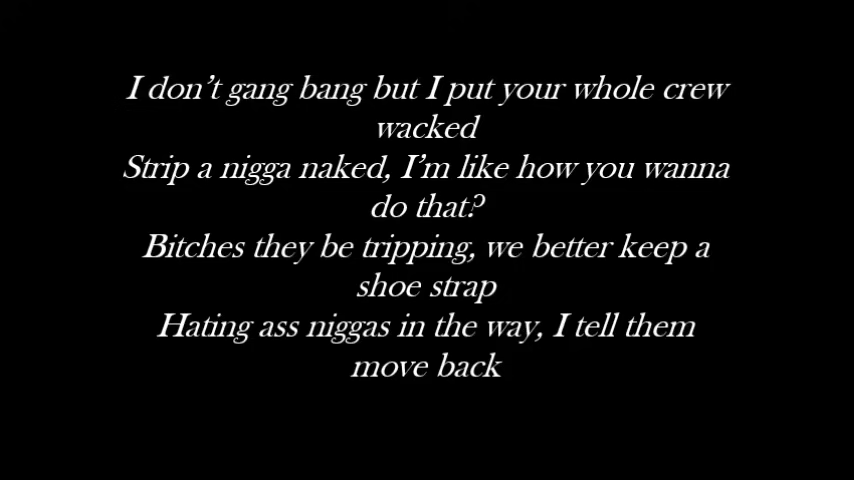 I don’t gang bang but I put your whole crew
wacked
Strip a nigga naked, I’m like how you wanna
do that?
Bitches they be tripping, we better keep a
shoe strap
Hating ass niggas in the way, I tell them
move back